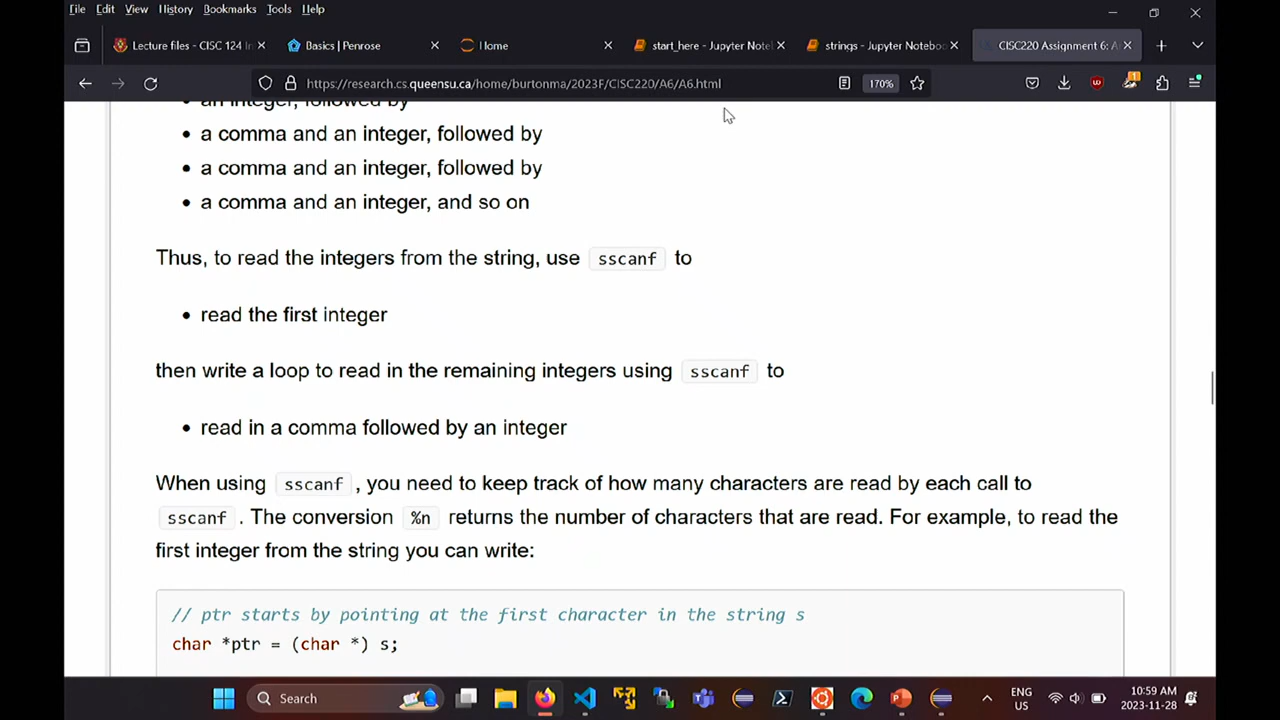 File Edit View History Bookmarks Tools Help
Lecture files - CISC 124 In
Basics | Penrose
Home
start_here - Jupyter Notel
strings - Jupyter Noteboo
CISC220 Assignment 6: A
https://research.cs.queensu.ca/home/burtonma/2023F/CISC220/A6/A6.html
170%
1
an integer, followed by
a comma and an integer, followed by
a comma and an integer, followed by
a comma and an integer, and so on
Thus, to read the integers from the string, use sscanf to
read the first integer
then write a loop to read in the remaining integers using sscanf to
read in a comma followed by an integer
When using sscanf , you need to keep track of how many characters are read by each call to
sscanf . The conversion %n returns the number of characters that are read. For example, to read the
first integer from the string you can write:
// ptr starts by pointing at the first character in the string s
char *ptr = (char *) s;
Search
ENG
US
10:59 AM
2023-11-28